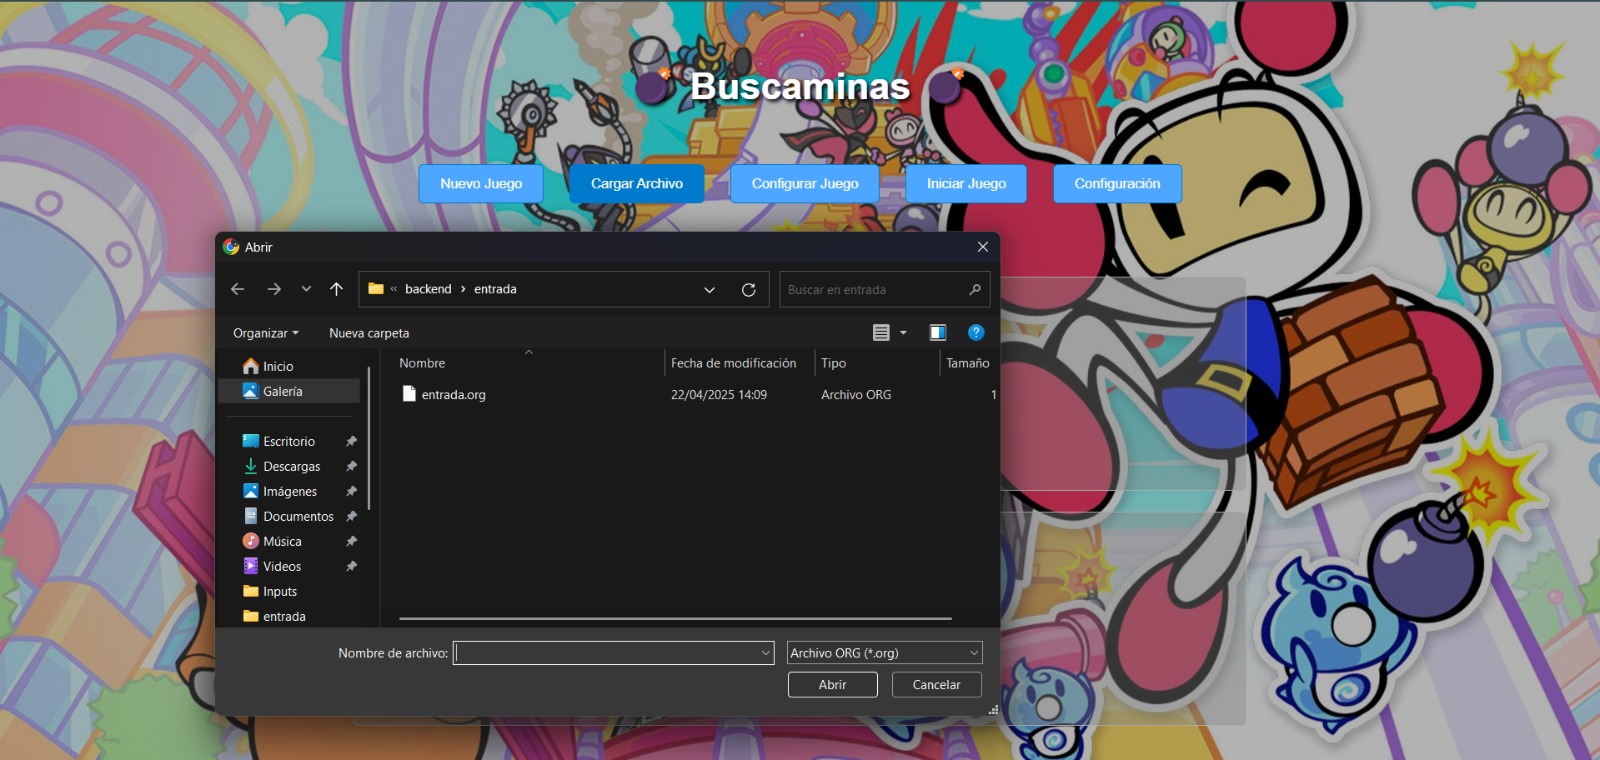 Buscaminas
Nuevo Juego
Cargar Archivo
Configurar Juego
Iniciar Juego
Configuración
Abrir
« backend › entrada
Buscar en entrada
Organizar
Nueva carpeta
Nombre
Fecha de modificación
Tipo
Tamaño
Inicio
Galería
Escritorio
Descargas
Imágenes
Documentos
Música
Videos
Inputs
entrada
entrada.org
22/04/2025 14:09
Archivo ORG
1
Nombre de archivo:
Archivo ORG (*.org)
Abrir
Cancelar